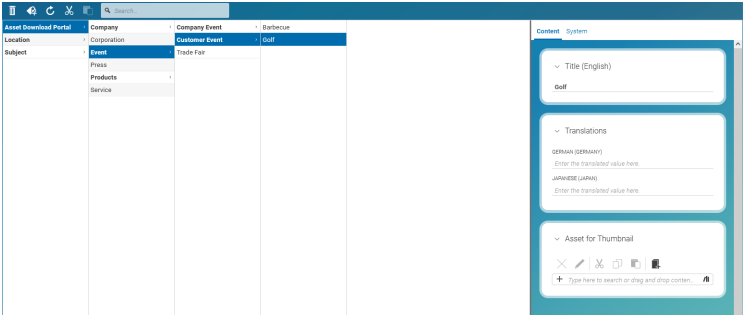 Search...
Asset Download Portal
Location
Subject
Company
Corporation
Event
Press
Products
Service
Company Event
Customer Event
Trade Fair
Barbecue
Golf
Content System
Title (English)
Golf
Translations
GERMAN (GERMANY)
Enter the translated value here.
JAPANESE (JAPAN)
Enter the translated value here.
Asset for Thumbnail
Type here to search or drag and drop conten...